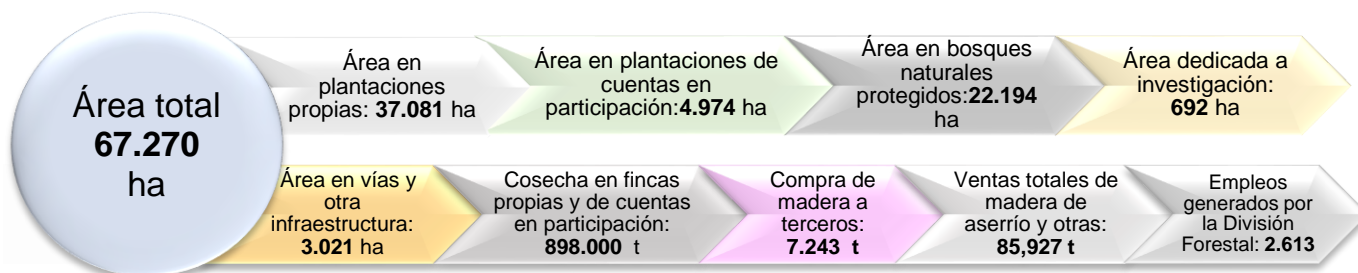 Área total
67.270
ha
Área en
plantaciones
propias: 37.081 ha
Área en plantaciones de
cuentas en
participación:4.974 ha
Área en bosques
naturales
protegidos:22.194
ha
Área dedicada a
investigación:
692 ha
Área en vías y
otra
infraestructura:
3.021 ha
Cosecha en fincas
propias y de cuentas
en participación:
898.000 t
Compra de
madera a
terceros:
7.243 t
Ventas totales de
madera de
aserrío y otras:
85,927 t
Empleos
generados por
la División
Forestal: 2.613